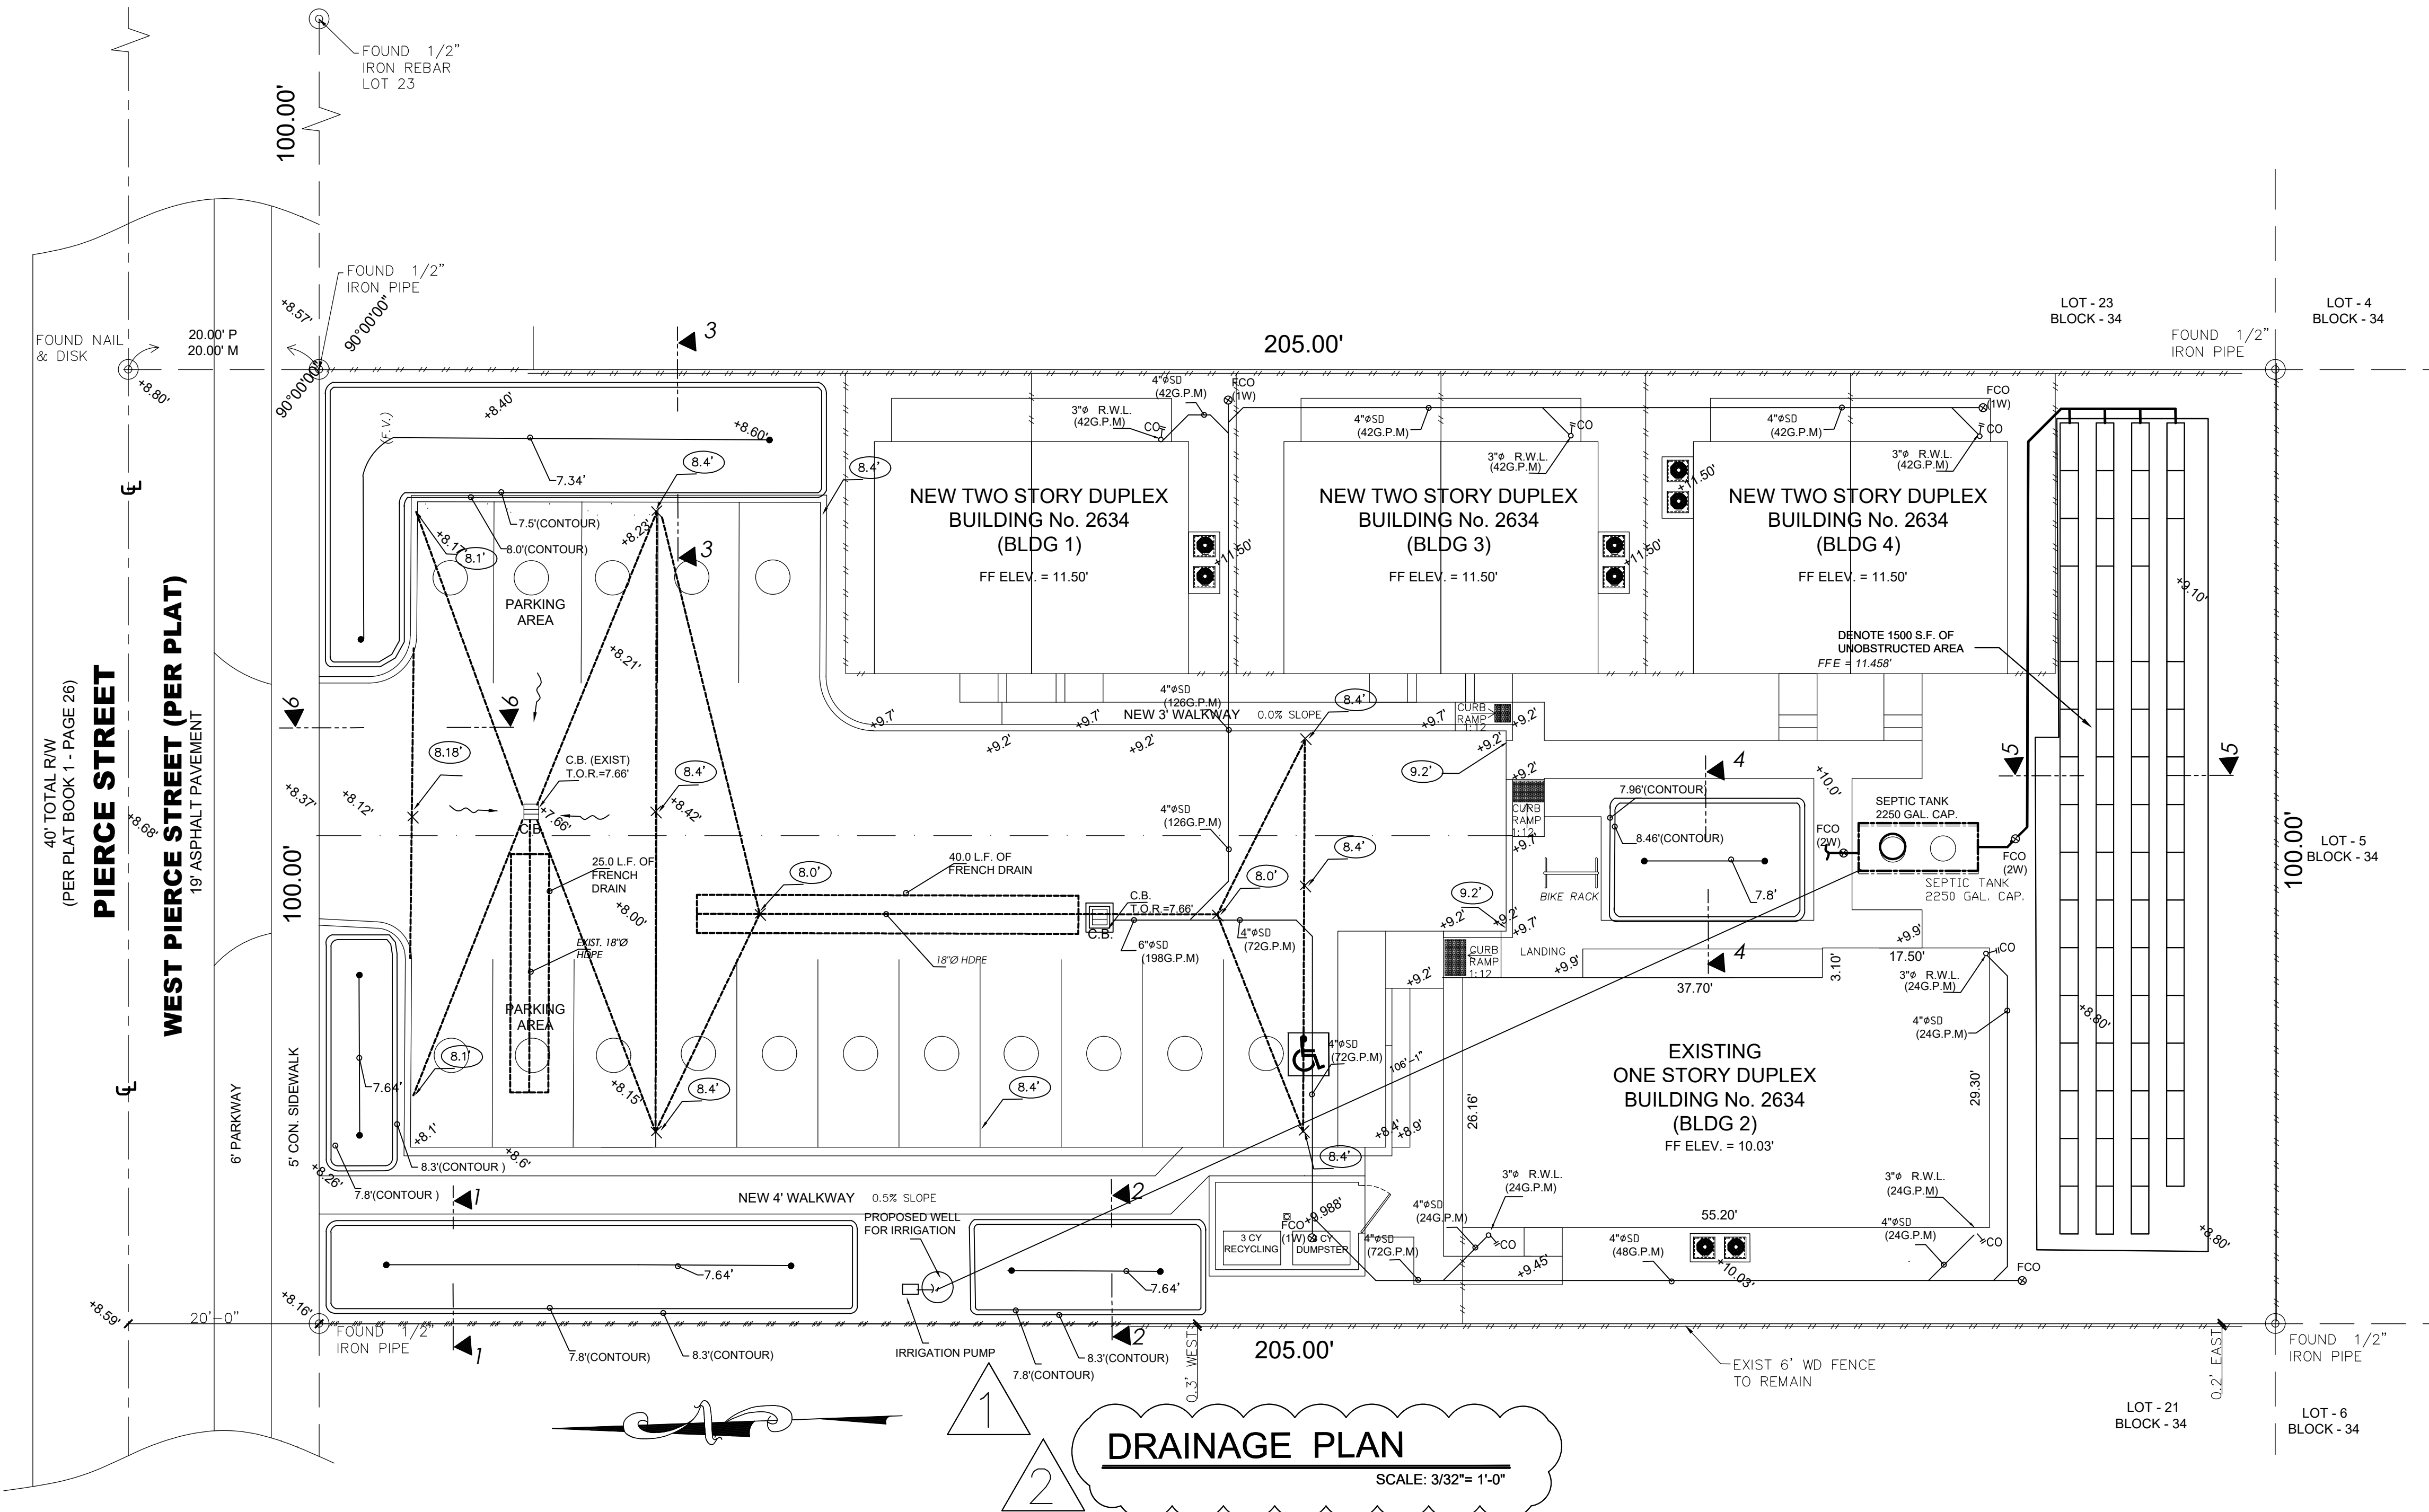 FOUND 1/2"
IRON REBAR
LOT 23
100.00'
FOUND 1/2"
IRON PIPE
+8.57'
90°00'00"
90°00'00"
FOUND NAIL
& DISK
20.00' P
20.00' M
+8.80'
205.00'
LOT - 23
BLOCK - 34
LOT - 4
BLOCK - 34
FOUND 1/2"
IRON PIPE
3
(F.V.)
+8.40'
+8.60'
7.34'
8.4'
8.4'
7.5'(CONTOUR)
8.0'(CONTOUR)
+8.17'
8.1'
+8.23'
3
PARKING
AREA
+8.21'
4"øSD
(42G.P.M)
FCO
(1W)
3"ø R.W.L.
(42G.P.M)
CO
4"øSD
(42G.P.M)
CO
3"ø R.W.L.
(42G.P.M)
4"øSD
(42G.P.M)
FCO
(1W)
CO
3"ø R.W.L.
(42G.P.M)
NEW TWO STORY DUPLEX
BUILDING No. 2634
(BLDG 1)
FF ELEV. = 11.50'
+11.50'
NEW TWO STORY DUPLEX
BUILDING No. 2634
(BLDG 3)
FF ELEV. = 11.50'
+11.50'
+11.50'
NEW TWO STORY DUPLEX
BUILDING No. 2634
(BLDG 4)
FF ELEV. = 11.50'
+9.10'
DENOTE 1500 S.F. OF
UNOBSTRUCTED AREA
FFE = 11.458'
40' TOTAL R/W
(PER PLAT BOOK 1 - PAGE 26)
PIERCE STREET
WEST PIERCE STREET (PER PLAT)
19' ASPHALT PAVEMENT
6' PARKWAY
5' CON. SIDEWALK
100.00'
6
6
8.18'
+8.37'
+8.12'
+8.68'
C.B. (EXIST)
T.O.R.=7.66'
+7.66'
C.B.
8.4'
+8.42'
25.0 L.F. OF
FRENCH
DRAIN
+8.00'
EXIST. 18"Ø
HDPE
PARKING
AREA
8.0'
40.0 L.F. OF
FRENCH DRAIN
18"Ø HDPE
4"øSD
(126G.P.M)
NEW 3' WALKWAY 0.0% SLOPE
+9.7'
+9.7'
+9.7'
+9.2'
+9.2'
+9.2'
8.4'
CURB
RAMP
1:12
+9.2'
9.2'
+9.2'
4"øSD
(126G.P.M)
8.4'
8.0'
C.B.
T.O.R.=7.66'
C.B.
6"øSD
(198G.P.M)
4"øSD
(72G.P.M)
CURB
RAMP
1:12
+9.7'
BIKE RACK
9.2'
+9.2'
+9.2'
+9.7'
CURB
RAMP
1:12
LANDING
+9.9'
+9.2'
4
7.96'(CONTOUR)
8.46'(CONTOUR)
7.8'
4
+10.0'
SEPTIC TANK
2250 GAL. CAP.
FCO
(2W)
FCO
(2W)
SEPTIC TANK
2250 GAL. CAP.
5
5
100.00'
LOT - 5
BLOCK - 34
+9.9'
17.50'
3.10'
37.70'
CO
3"ø R.W.L.
(24G.P.M)
4"øSD
(24G.P.M)
+8.80'
EXISTING
ONE STORY DUPLEX
BUILDING No. 2634
(BLDG 2)
FF ELEV. = 10.03'
26.16'
29.30'
106'-1"
4"øSD
(72G.P.M)
+8.4'
+8.9'
8.4'
8.4'
8.4'
+8.15'
8.1'
+8.1'
+8.6'
7.64'
8.3'(CONTOUR )
7.8'(CONTOUR )
+8.26'
1
2
NEW 4' WALKWAY 0.5% SLOPE
PROPOSED WELL
FOR IRRIGATION
7.64'
7.64'
IRRIGATION PUMP
FCO
(1W)
+9.988'
3 CY
RECYCLING
CY
DUMPSTER
4"øSD
(72G.P.M)
4"øSD
(24G.P.M)
3"ø R.W.L.
(24G.P.M)
CO
+9.45'
4"øSD
(48G.P.M)
55.20'
+10.03'
3"ø R.W.L.
(24G.P.M)
4"øSD
(24G.P.M)
CO
FCO
+8.80'
+8.59'
20'-0"
+8.16'
FOUND 1/2"
IRON PIPE
1
7.8'(CONTOUR)
8.3'(CONTOUR)
2
8.3'(CONTOUR)
7.8'(CONTOUR)
0.3' WEST
205.00'
EXIST 6' WD FENCE
TO REMAIN
0.2' EAST
FOUND 1/2"
IRON PIPE
LOT - 21
BLOCK - 34
LOT - 6
BLOCK - 34
N
1
2
DRAINAGE PLAN
SCALE: 3/32"= 1'-0"